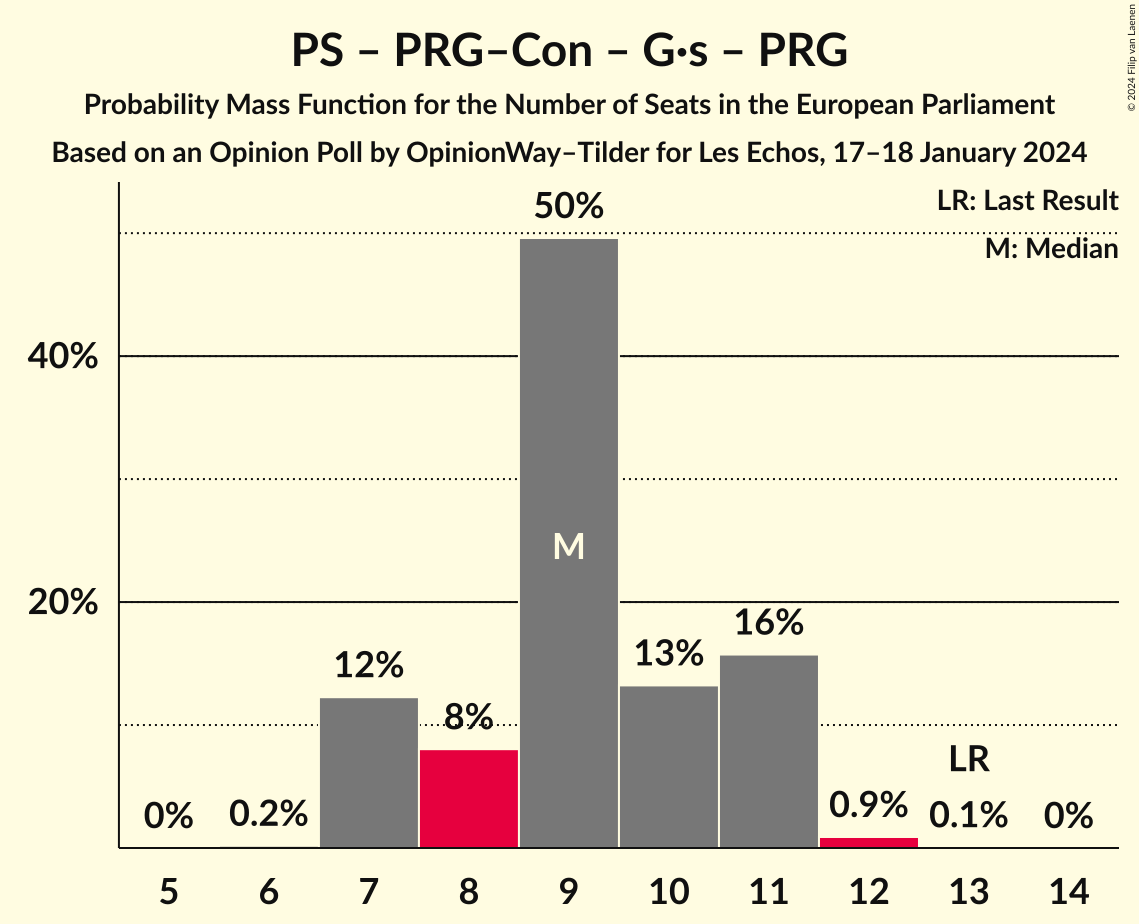 PS – PRG–Con – G·s – PRG
Probability Mass Function for the Number of Seats in the European Parliament
Based on an Opinion Poll by OpinionWay–Tilder for Les Echos, 17–18 January 2024
© 2024 Filip van Laenen
LR: Last Result
M: Median
50%
40%
M
20%
16%
13%
12%
8%
LR
0% 0.2% 0.9% 0.1% 0%
5 6 7 8 9 10 11 12 13 14